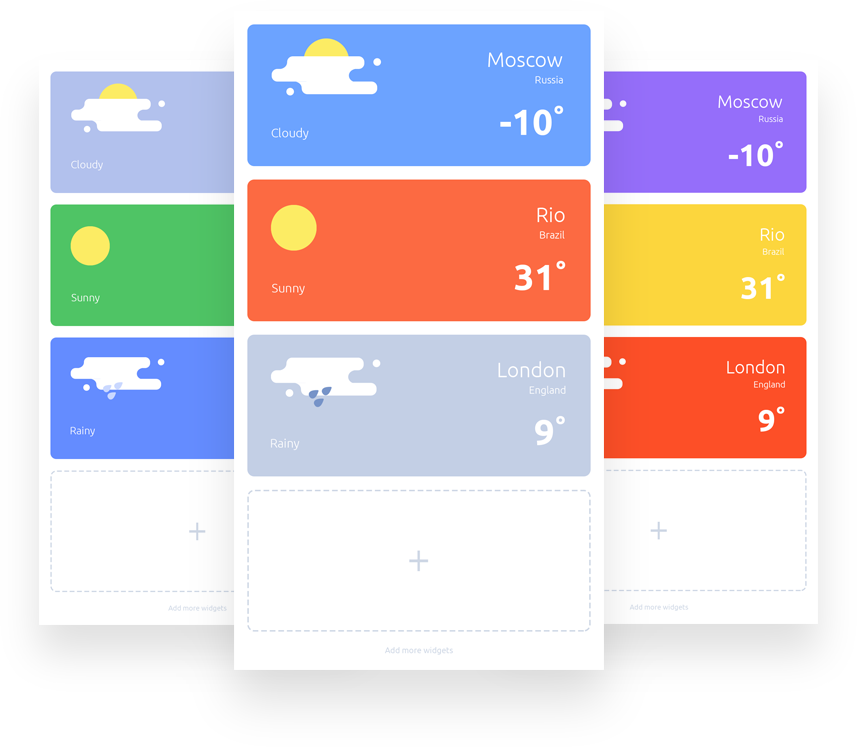 Cloudy
Sunny
Rainy
Add more widgets
Moscow
Russia
-10°
Cloudy
Rio
Brazil
31°
Sunny
London
England
9°
Rainy
Add more widgets
Moscow
Russia
-10°
Rio
Brazil
31°
London
England
9°
Add more widgets